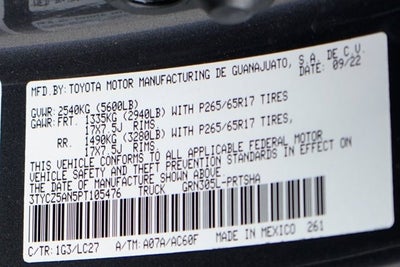 MFD.BY:TOYOTA MOTOR MANUFACTURING DE GUANAJUATO, S.A. DE C.V.
DATE: 09/22
GVWR:2540KG (5600LB)
GAWR:FRT. 1335KG (2940LB) WITH P265/65R17 TIRES
17X7.5J RIMS
RR. 1490KG (3280LB) WITH P265/65R17 TIRES
17X7.5J RIMS
THIS VEHICLE CONFORMS TO ALL APPLICABLE FEDERAL MOTOR
VEHICLE SAFETY AND THEFT PREVENTION STANDARDS IN EFFECT ON
THE DATE OF MANUFACTURE SHOWN ABOVE.
3TYCZ5AN5PT105476 TRUCK GRN305L-PRTSHA
C/TR:1G3/LC27 A/TM:A07A/AC60F MADE IN MEXICO 261